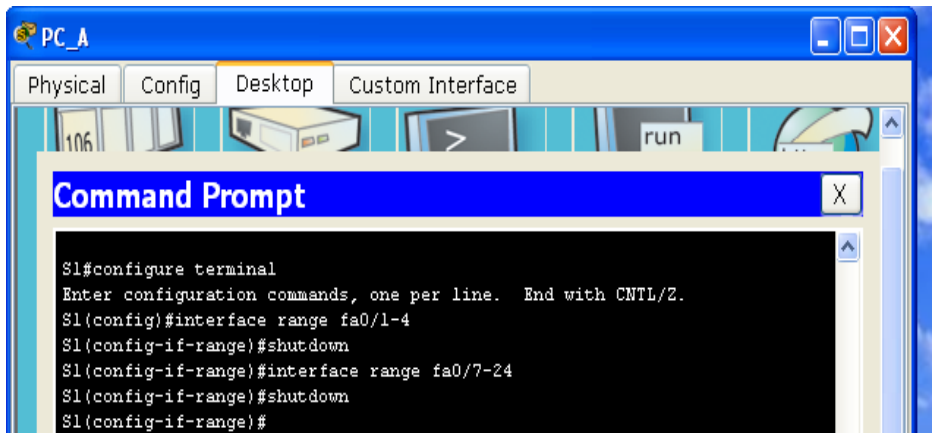 PC_A
Physical Config Desktop Custom Interface
106
>
run
Command Prompt X
S1#configure terminal
Enter configuration commands, one per line. End with CNTL/Z.
S1(config)#interface range fa0/1-4
S1(config-if-range)#shutdown
S1(config-if-range)#interface range fa0/7-24
S1(config-if-range)#shutdown
S1(config-if-range)#